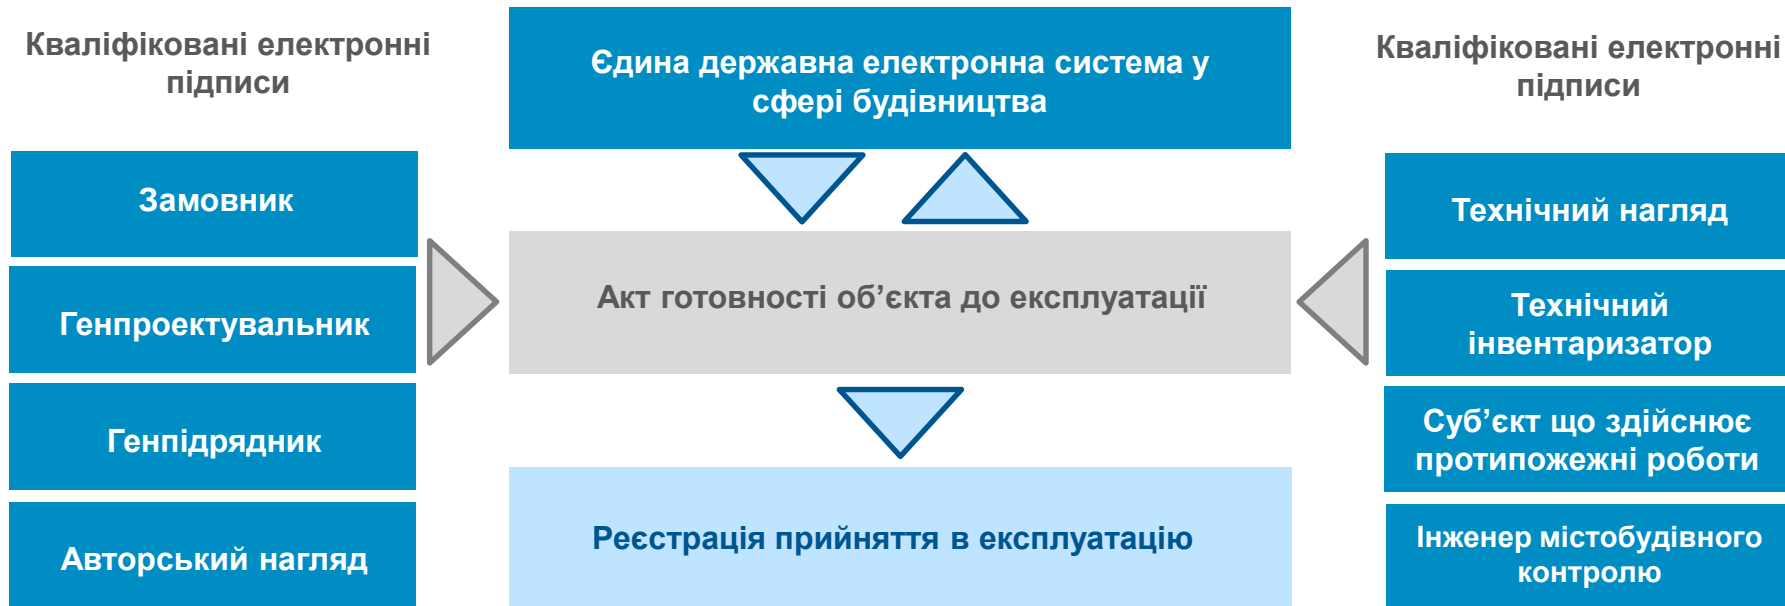 Кваліфіковані електронні
підписи
Замовник
Генпроектувальник
Генпідрядник
Авторський нагляд
Єдина державна електронна система у
сфері будівництва
Акт готовності об’єкта до експлуатації
Реєстрація прийняття в експлуатацію
Кваліфіковані електронні
підписи
Технічний нагляд
Технічний
інвентаризатор
Суб’єкт що здійснює
протипожежні роботи
Інженер містобудівного
контролю